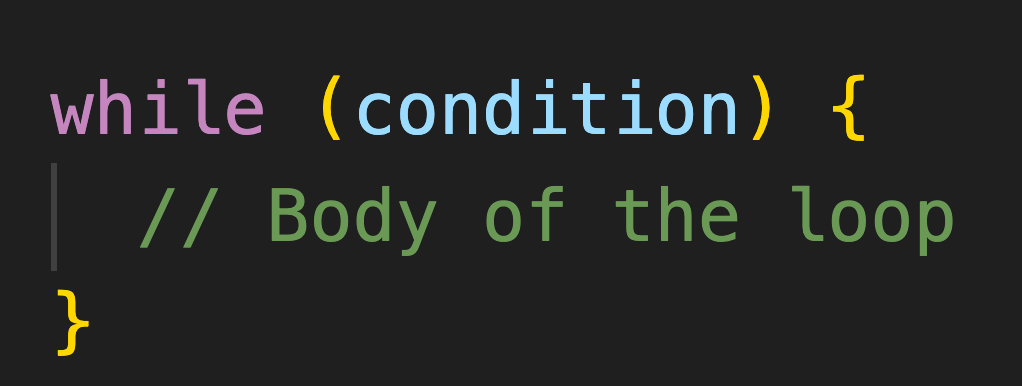 while (condition) {
  // Body of the loop
}